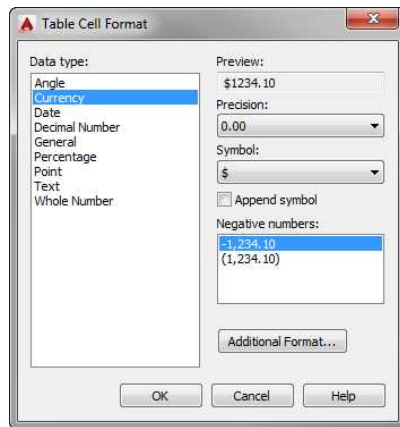 Table Cell Format
Data type:
Angle
Currency
Date
Decimal Number
General
Percentage
Point
Text
Whole Number
Preview:
$1234.10
Precision:
0.00
Symbol:
$
Append symbol
Negative numbers:
-1,234.10
(1,234.10)
Additional Format...
OK
Cancel
Help